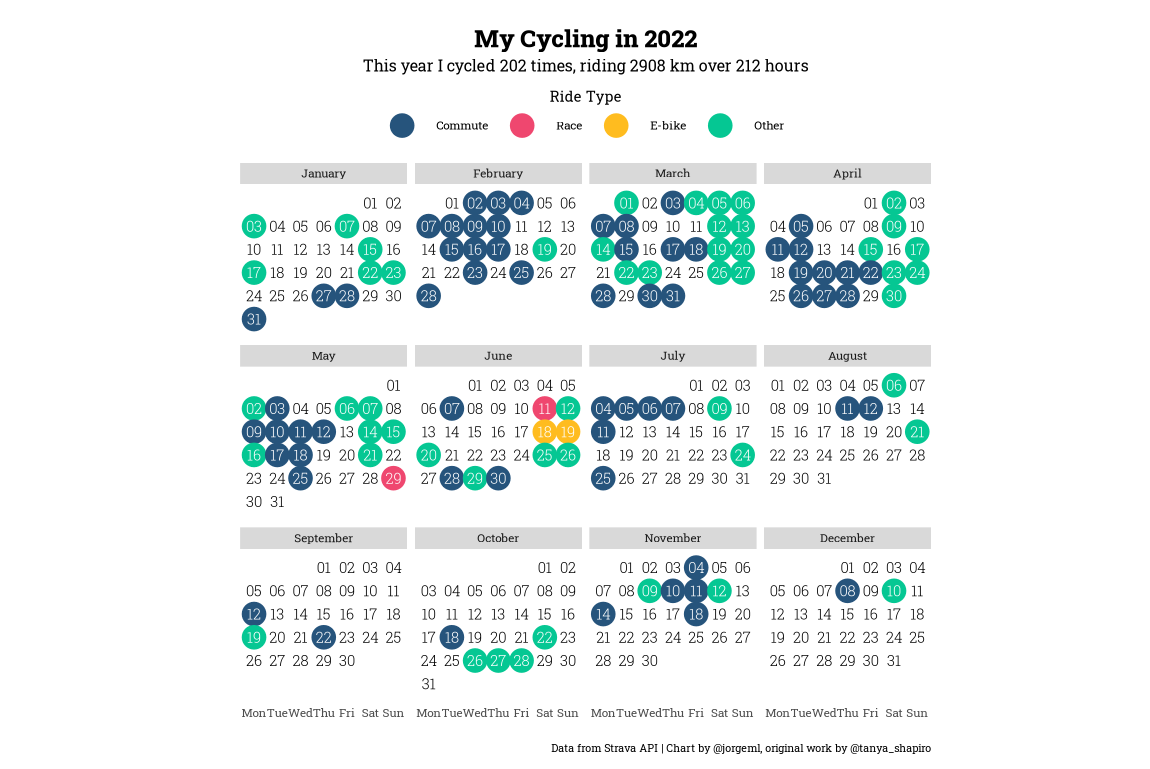 My Cycling in 2022
This year I cycled 202 times, riding 2908 km over 212 hours
Ride Type
Commute Race E-bike Other
January February March April
01 02 01 02 03 04 05 06 01 02 03 04 05 06 01 02 03
03 04 05 06 07 08 09 07 08 09 10 11 12 13 07 08 09 10 11 12 13 04 05 06 07 08 09 10
10 11 12 13 14 15 16 14 15 16 17 18 19 20 14 15 16 17 18 19 20 11 12 13 14 15 16 17
17 18 19 20 21 22 23 21 22 23 24 25 26 27 21 22 23 24 25 26 27 18 19 20 21 22 23 24
24 25 26 27 28 29 30 28 28 29 30 31 25 26 27 28 29 30
31
May June July August
01 01 02 03 04 05 01 02 03 01 02 03 04 05 06 07
02 03 04 05 06 07 08 06 07 08 09 10 11 12 04 05 06 07 08 09 10 08 09 10 11 12 13 14
09 10 11 12 13 14 15 13 14 15 16 17 18 19 11 12 13 14 15 16 17 15 16 17 18 19 20 21
16 17 18 19 20 21 22 20 21 22 23 24 25 26 18 19 20 21 22 23 24 22 23 24 25 26 27 28
23 24 25 26 27 28 29 27 28 29 30 25 26 27 28 29 30 31 29 30 31
30 31
September October November December
01 02 03 04 01 02 01 02 03 04 05 06 01 02 03 04
05 06 07 08 09 10 11 03 04 05 06 07 08 09 07 08 09 10 11 12 13 05 06 07 08 09 10 11
12 13 14 15 16 17 18 10 11 12 13 14 15 16 14 15 16 17 18 19 20 12 13 14 15 16 17 18
19 20 21 22 23 24 25 17 18 19 20 21 22 23 21 22 23 24 25 26 27 19 20 21 22 23 24 25
26 27 28 29 30 24 25 26 27 28 29 30 28 29 30 26 27 28 29 30 31
31
Mon Tue Wed Thu Fri Sat Sun Mon Tue Wed Thu Fri Sat Sun Mon Tue Wed Thu Fri Sat Sun Mon Tue Wed Thu Fri Sat Sun
Data from Strava API | Chart by @jorgeml, original work by @tanya_shapiro